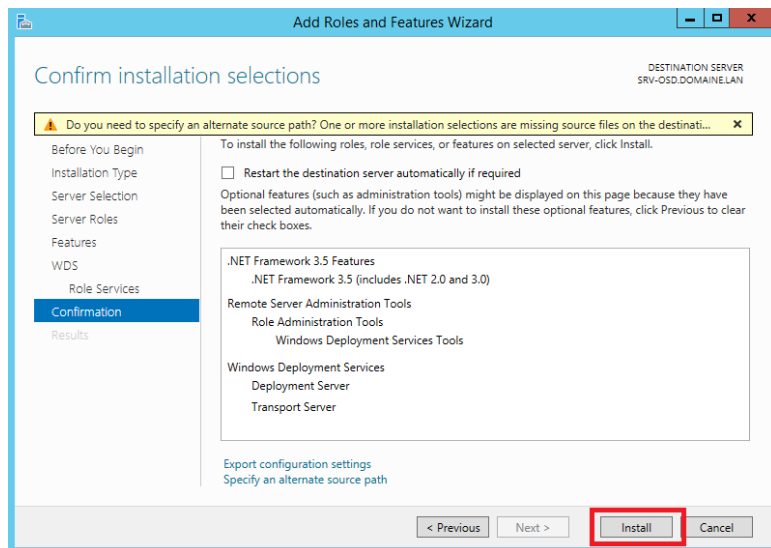 Add Roles and Features Wizard
Confirm installation selections
DESTINATION SERVER
SRV-OSD.DOMAINE.LAN
Do you need to specify an alternate source path? One or more installation selections are missing source files on the destinati...
Before You Begin
Installation Type
Server Selection
Server Roles
Features
WDS
Role Services
Confirmation
Results
To install the following roles, role services, or features on selected server, click Install.
Restart the destination server automatically if required
Optional features (such as administration tools) might be displayed on this page because they have
been selected automatically. If you do not want to install these optional features, click Previous to clear
their check boxes.
.NET Framework 3.5 Features
.NET Framework 3.5 (includes .NET 2.0 and 3.0)
Remote Server Administration Tools
Role Administration Tools
Windows Deployment Services Tools
Windows Deployment Services
Deployment Server
Transport Server
Export configuration settings
Specify an alternate source path
< Previous
Next >
Install
Cancel